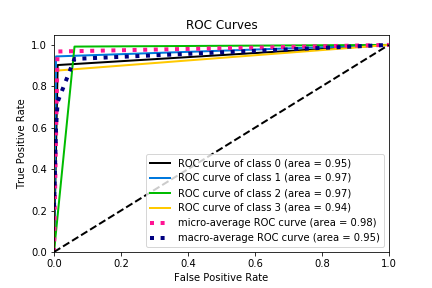 ROC Curves
True Positive Rate
1.0
0.8
0.6
0.4
0.2
0.0
ROC curve of class 0 (area = 0.95)
ROC curve of class 1 (area = 0.97)
ROC curve of class 2 (area = 0.97)
ROC curve of class 3 (area = 0.94)
micro-average ROC curve (area = 0.98)
macro-average ROC curve (area = 0.95)
0.0 0.2 0.4 0.6 0.8 1.0
False Positive Rate